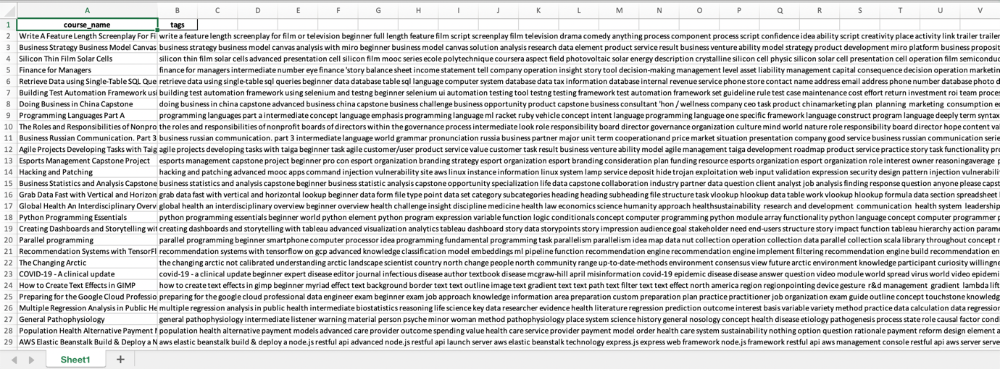 A B C D E F G H I J K L M N O P Q R S T U V
1 course_name tags
2 Write A Feature Length Screenplay For Fi write a feature length screenplay for film or television beginner full length feature film script screenplay film television drama comedy anything process component process script confidence idea ability script creativity place activity link trailer trailer
3 Business Strategy Business Model Canvas business strategy business model canvas analysis with miro beginner business model canvas solution analysis research data element product service result business venture ability model strategy product development miro platform business proposit
4 Silicon Thin Film Solar Cells silicon thin film solar cells advanced presentation cell silicon film mooc series ecole polytechnique coursera aspect field photovoltaic solar energy description crystalline silicon cell physic silicon solar cell presentation cell operation film semiconduc
5 Finance for Managers finance for managers intermediate number eye finance 'story balance sheet income statement tell company operation insight story tool decision-making management level asset liability management capital consequence decision operation marketin
6 Retrieve Data using Single-Table SQL Que retrieve data using single-table sql queries beginner data database table sql language computer system database data tax information database internal revenue service phone store contact name address email address phone number database photo d
7 Building Test Automation Framework usi building test automation framework using selenium and testng beginner selenium ui automation testing tool testng testing framework test automation framework set guideline rule test case maintenance cost effort return investment roi team proces
8 Doing Business in China Capstone doing business in china capstone advanced business china capstone business challenge business opportunity product capstone business consultant 'hon / wellness company ceo task product chinamarketing plan planning marketing consumption e
9 Programming Languages Part A programming languages part a intermediate concept language emphasis programming language ml racket ruby vehicle concept intent language programming language one specific framework language construct program language deeply term syntax
10 The Roles and Responsibilities of Nonpro the roles and responsibilities of nonprofit boards of directors within the governance process intermediate look role responsibility board director governance organization culture mind world nature role responsibility board director hope content va
11 Business Russian Communication. Part 3 business russian communication. part 3 intermediate language world grammar pronunciation russia business partner major unit term cooperationand price market situation presentation company good service business russian communication serie
12 Agile Projects Developing Tasks with Taig agile projects developing tasks with taiga beginner task agile customer/user product service value customer task result business venture ability model agile management taiga development roadmap product service practice story task functionality pro
13 Esports Management Capstone Project esports management capstone project beginner pro con esport organization branding strategy esport organization esport branding consideration plan funding resource esports organization esport organization role interest owner reasoningaverage p
14 Hacking and Patching hacking and patching advanced mooc apps command injection vulnerability site aws linux instance information linux system lamp service deposit hide trojan exploitation web input validation expression security design pattern injection vulnerabili
15 Business Statistics and Analysis Capstone business statistics and analysis capstone beginner business statistic analysis capstone opportunity specialization life data capstone collaboration industry partner data question client analyst job analysis finding response question anyone please capst
16 Grab Data Fast with Vertical and Horizon grab data fast with vertical and horizontal lookup beginner data form file type point data set category subcategories heading heading subheading file structure task vlookup hlookup data table work vlookup hlookup formula data section spreadsheet
17 Global Health An Interdisciplinary Overv global health an interdisciplinary overview beginner overview health challenge insight discipline medicine health law economics science humanity approach healthsustainability research and development communication health system leadership
18 Python Programming Essentials python programming essentials beginner world python element python program expression variable function logic conditionals concept computer programming python module array functionality python language concept computer programmer p
19 Creating Dashboards and Storytelling wit creating dashboards and storytelling with tableau advanced visualization analytics tableau dashboard story data storypoints story impression audience goal stakeholder need end-users structure story impact function tableau hierarchy action parame
20 Parallel programming parallel programming beginner smartphone computer processor idea programming fundamental programming task parallelism parallelism idea map data nut collection operation collection data parallel collection scala library throughout concept r
21 Recommendation Systems with TensorFl recommendation systems with tensorflow on gcp advanced knowledge classification model embeddings ml pipeline function recommendation engine recommendation engine implement filtering recommendation engine build recommendation en
22 The Changing Arctic the changing arctic not calibrated understanding arctic landscape scientist country north change people north community range up-to-date-methods environment consensus view future arctic environment knowledge participant curiosity willingne
23 COVID-19 - A clinical update covid-19 - a clinical update beginner expert disease editor journal infectious disease author textbook disease mcgraw-hill april misinformation covid-19 epidemic disease disease answer question video module world spread virus world video epidemi
24 How to Create Text Effects in GIMP how to create text effects in gimp beginner myriad effect text background border text text outline image text gradient text text path text filter text text effect north america region regionpointing device gesture r&d management gradient lambda lift
25 Preparing for the Google Cloud Professio preparing for the google cloud professional data engineer exam beginner exam job approach knowledge information area preparation custom preparation plan practice practitioner job organization exam guide outline concept touchstone knowledg
26 Multiple Regression Analysis in Public He multiple regression analysis in public health intermediate biostatistics reasoning life science key data researcher evidence health literature regression prediction outcome interest basis variable variety method practice data calculation data regression
27 General Pathophysiology general pathophysiology intermediate listener warning material person psyche minor woman method pathophysiology place system science history general nosology concept health disease etiology pathogenesis process state role causal factor condi
28 Population Health Alternative Payment M population health alternative payment models advanced care provider outcome spending value health care service provider payment model order health care system sustainability nothing option question rationale payment reform design element a
29 AWS Elastic Beanstalk Build & Deploy a N aws elastic beanstalk build & deploy a node.js restful api advanced node.js restful api launch server aws elastic beanstalk technology express.js express web framework node.js framework restful api aws management console restful api aws server serve
Sheet1 +